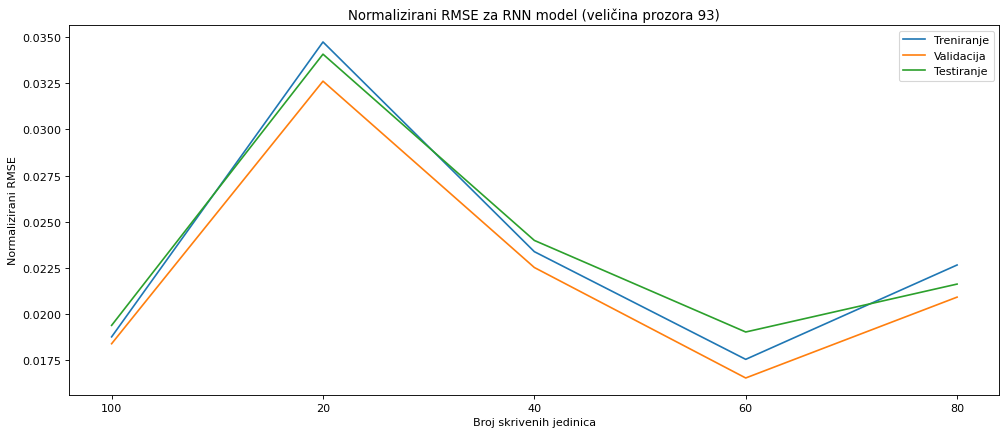 Normalizirani RMSE za RNN model (veličina prozora 93)
Treniranje
Validacija
Testiranje
Normalizirani RMSE
0.0350
0.0325
0.0300
0.0275
0.0250
0.0225
0.0200
0.0175
100 20 40 60 80
Broj skrivenih jedinica